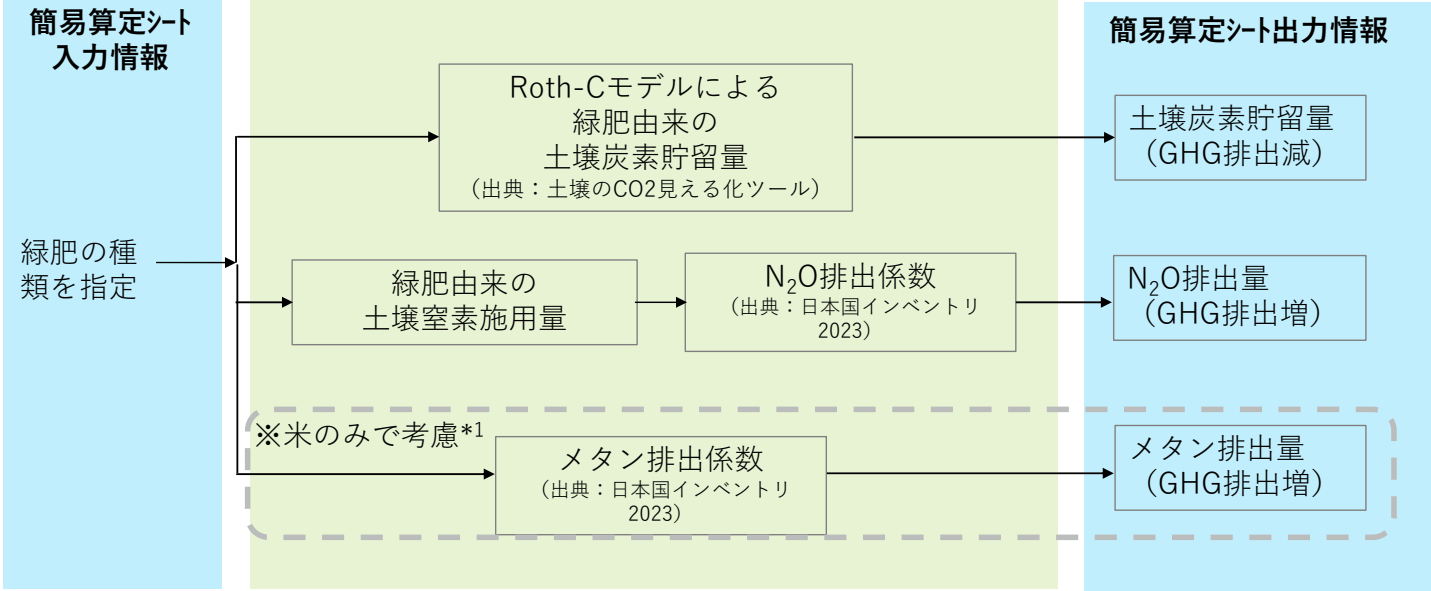 簡易算定シート
入力情報
緑肥の種
類を指定
Roth-Cモデルによる
緑肥由来の
土壌炭素貯留量
（出典：土壌のCO2見える化ツール）
緑肥由来の
土壌窒素施用量
N₂O排出係数
（出典：日本国インベントリ
2023）
※米のみで考慮*¹
メタン排出係数
（出典：日本国インベントリ
2023）
簡易算定シート出力情報
土壌炭素貯留量
（GHG排出減）
N₂O排出量
（GHG排出増）
メタン排出量
（GHG排出増）